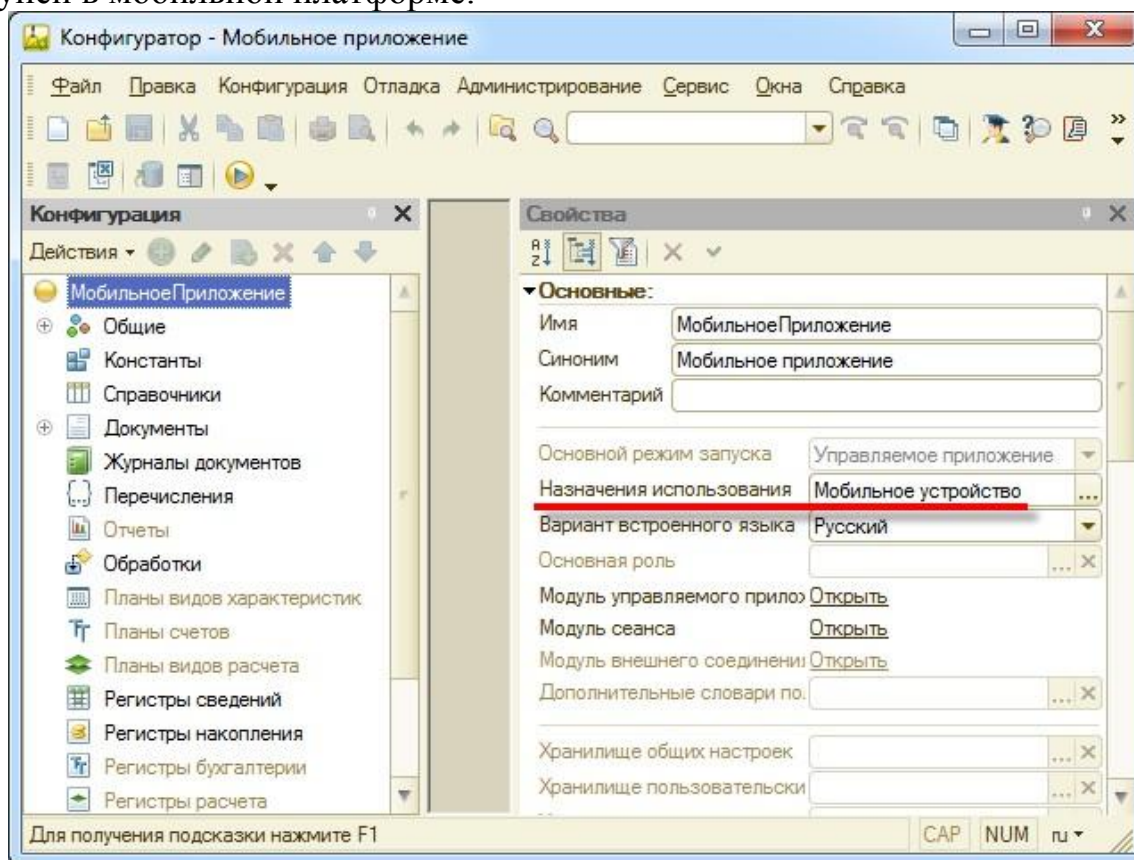 в мобильной платформе.
Конфигуратор - Мобильное приложение
Файл Правка Конфигурация Отладка Администрирование Сервис Окна Справка
Конфигурация
Действия
МобильноеПриложение
Общие
Константы
Справочники
Документы
Журналы документов
Перечисления
Отчеты
Обработки
Планы видов характеристик
Планы счетов
Планы видов расчета
Регистры сведений
Регистры накопления
Регистры бухгалтерии
Регистры расчета
Свойства
Основные:
Имя МобильноеПриложение
Синоним Мобильное приложение
Комментарий
Основной режим запуска Управляемое приложение
Назначения использования Мобильное устройство ...
Вариант встроенного языка Русский
Основная роль ...
Модуль управляемого прилож Открыть
Модуль сеанса Открыть
Модуль внешнего соединени Открыть
Дополнительные словари по. ...
Хранилище общих настроек ...
Хранилище пользовательски ...
Для получения подсказки нажмите F1
CAP NUM ru